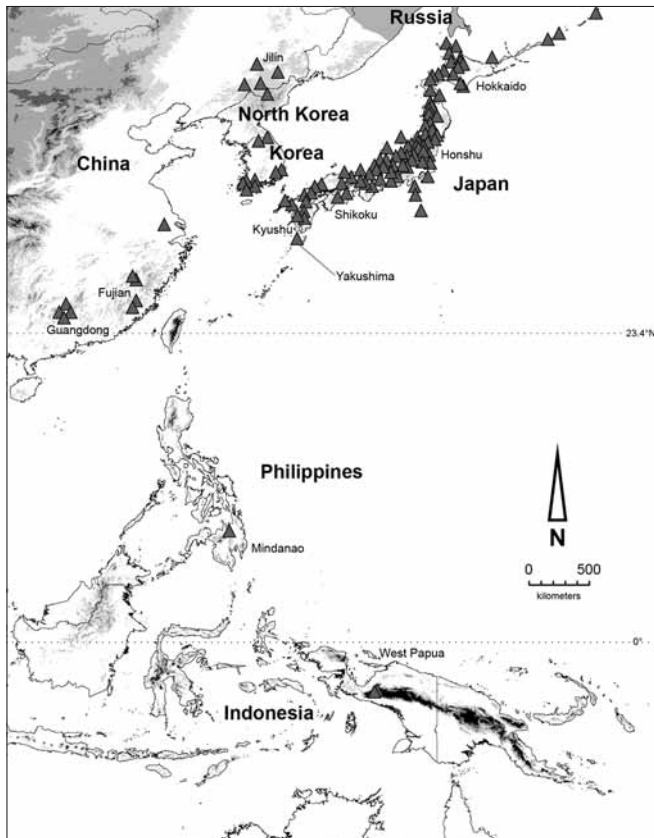 Russia
Jilin
Hokkaido
North Korea
China
Korea
Honshu
Japan
Shikoku
Kyushu
Yakushima
Fujian
Guangdong
23.4°N
Philippines
N
Mindanao
500 0 500
kilometers
0°
West Papua
Indonesia